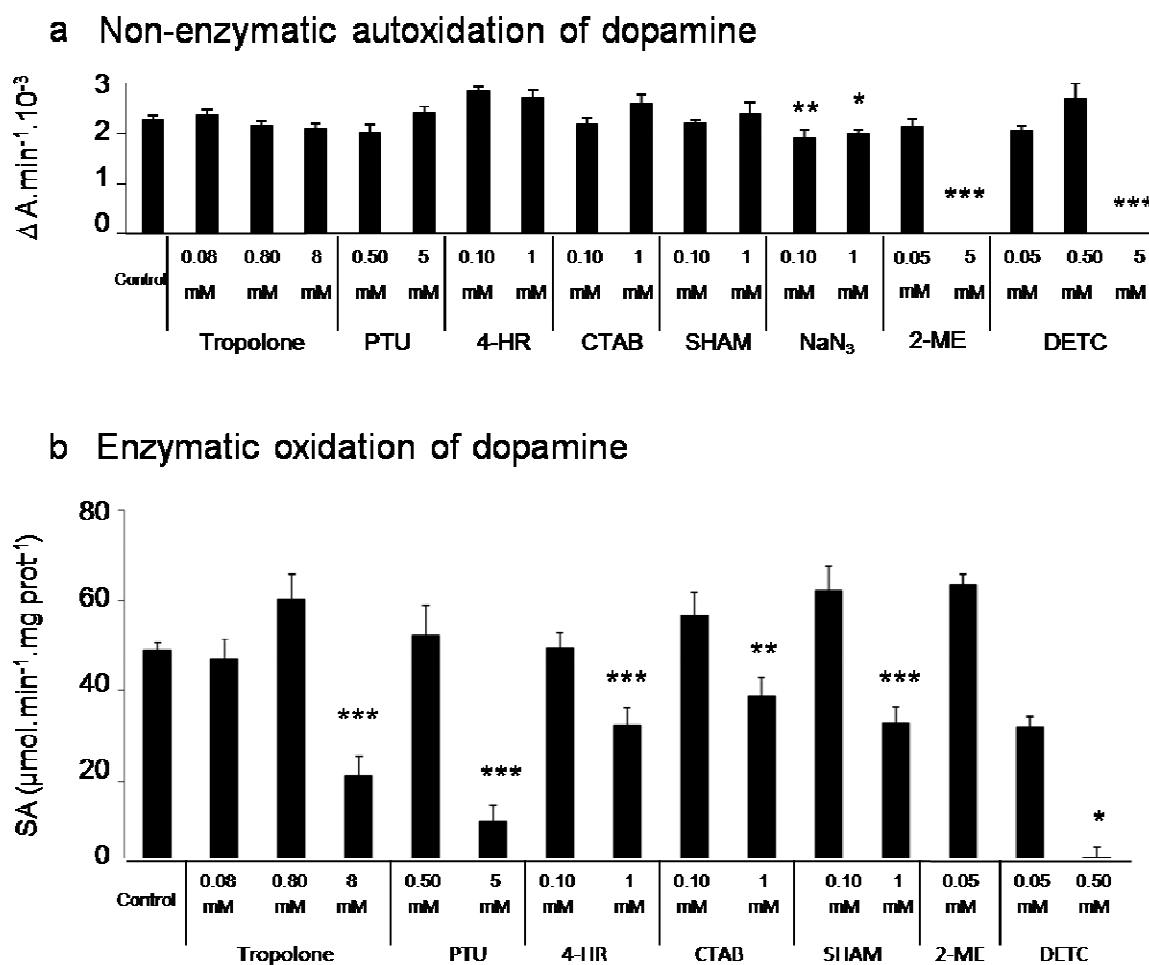 a Non-enzymatic autoxidation of dopamine
Δ A.min⁻¹.10⁻³
3
2
1
0
** * *** ***
Control 0.08 0.80 8 0.50 5 0.10 1 0.10 1 0.10 1 0.10 1 0.05 5 0.05 0.50 5
mM mM mM mM mM mM mM mM mM mM mM mM mM mM mM mM mM mM
Tropolone PTU 4-HR CTAB SHAM NaN₃ 2-ME DETC
b Enzymatic oxidation of dopamine
SA (μmol.min⁻¹.mg prot⁻¹)
80
60
40
20
0
*** *** *** ** *** *
Control 0.08 0.80 8 0.50 5 0.10 1 0.10 1 0.10 1 0.05 0.05 0.50
mM mM mM mM mM mM mM mM mM mM mM mM mM mM
Tropolone PTU 4-HR CTAB SHAM 2-ME DETC